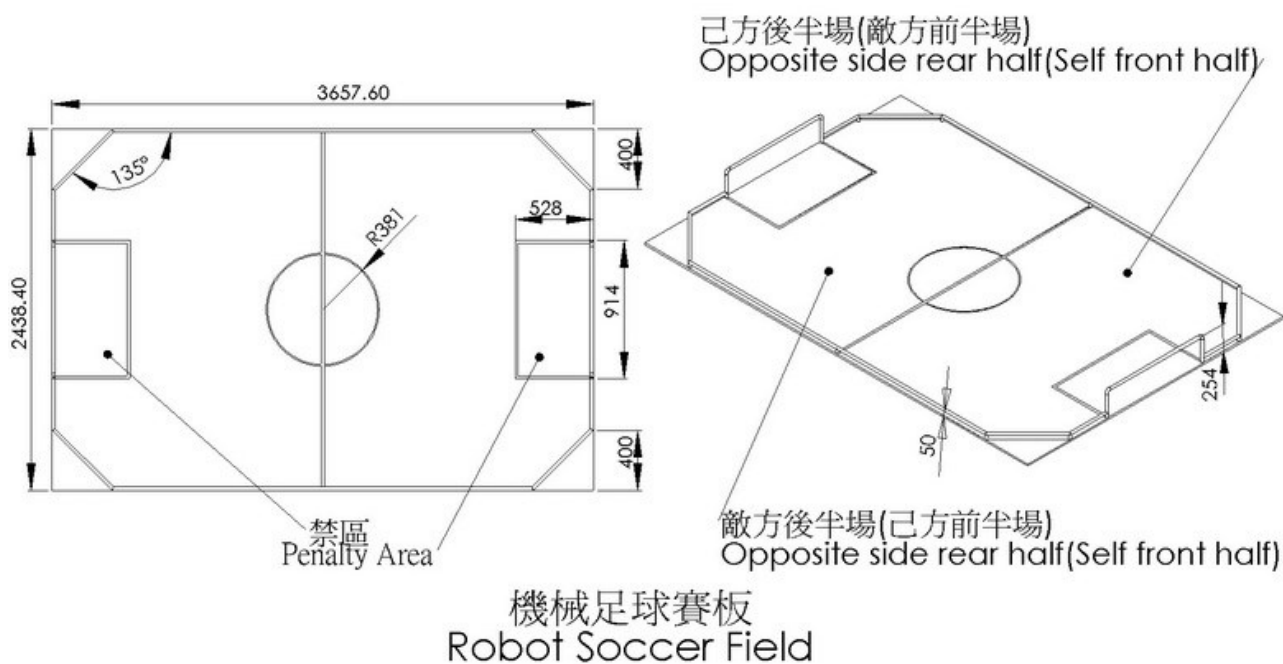 己方後半場(敵方前半場)
Opposite side rear half(Self front half)
3657.60
135°
400
528
R381
2438.40
914
254
50
400
禁區
Penalty Area
敵方後半場(己方前半場)
Opposite side rear half(Self front half)
機械足球賽板
Robot Soccer Field